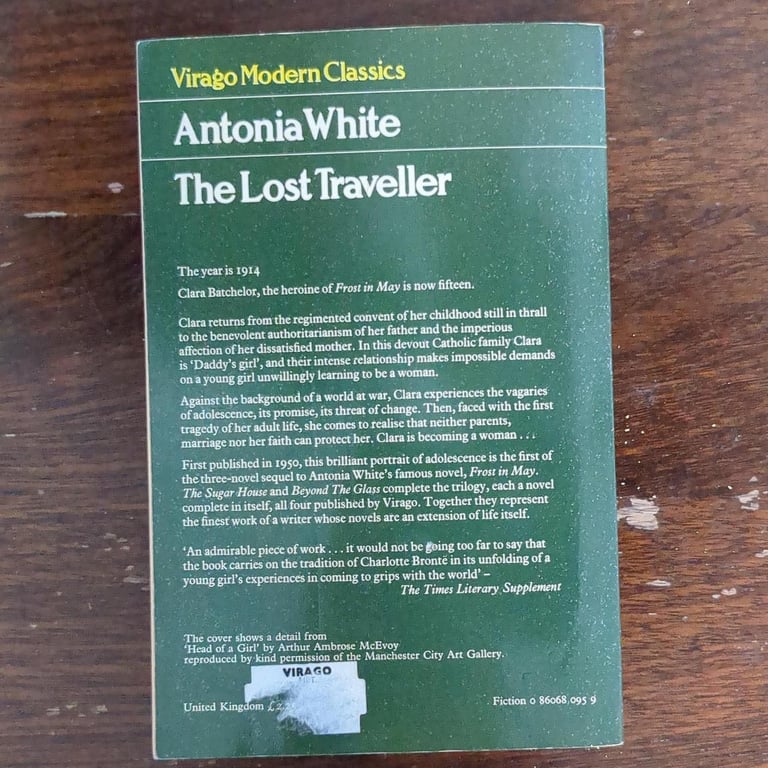 Virago Modern Classics
Antonia White
The Lost Traveller
The year is 1914
Clara Batchelor, the heroine of Frost in May is now fifteen.
Clara returns from the regimented convent of her childhood still in thrall
to the benevolent authoritarianism of her father and the imperious
affection of her dissatisfied mother. In this devout Catholic family Clara
is ‘Daddy’s girl’, and their intense relationship makes impossible demands
on a young girl unwillingly learning to be a woman.
Against the background of a world at war, Clara experiences the vagaries
of adolescence, its promise, its threat of change. Then, faced with the first
tragedy of her adult life, she comes to realise that neither parents,
marriage nor her faith can protect her. Clara is becoming a woman . . .
First published in 1950, this brilliant portrait of adolescence is the first of
the three-novel sequel to Antonia White’s famous novel, Frost in May.
The Sugar House and Beyond The Glass complete the trilogy, each a novel
complete in itself, all four published by Virago. Together they represent
the finest work of a writer whose novels are an extension of life itself.
‘An admirable piece of work . . . it would not be going too far to say that
the book carries on the tradition of Charlotte Brontë in its unfolding of a
young girl’s experiences in coming to grips with the world’ –
The Times Literary Supplement
The cover shows a detail from
‘Head of a Girl’ by Arthur Ambrose McEvoy
reproduced by kind permission of the Manchester City Art Gallery.
VIRAGO
United Kingdom
Fiction 0 86068 095 9